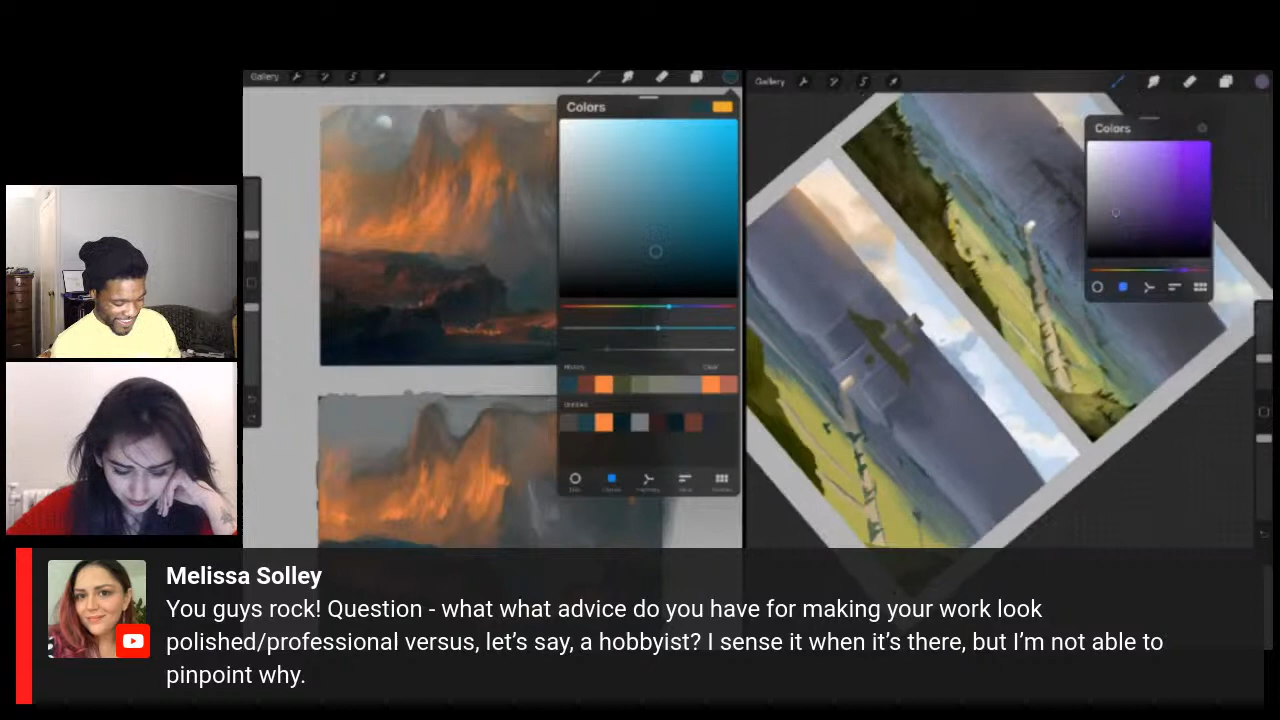 Gallery
Colors
History
Clear
Gallery
Colors
Melissa Solley
You guys rock! Question - what what advice do you have for making your work look
polished/professional versus, let’s say, a hobbyist? I sense it when it’s there, but I’m not able to
pinpoint why.